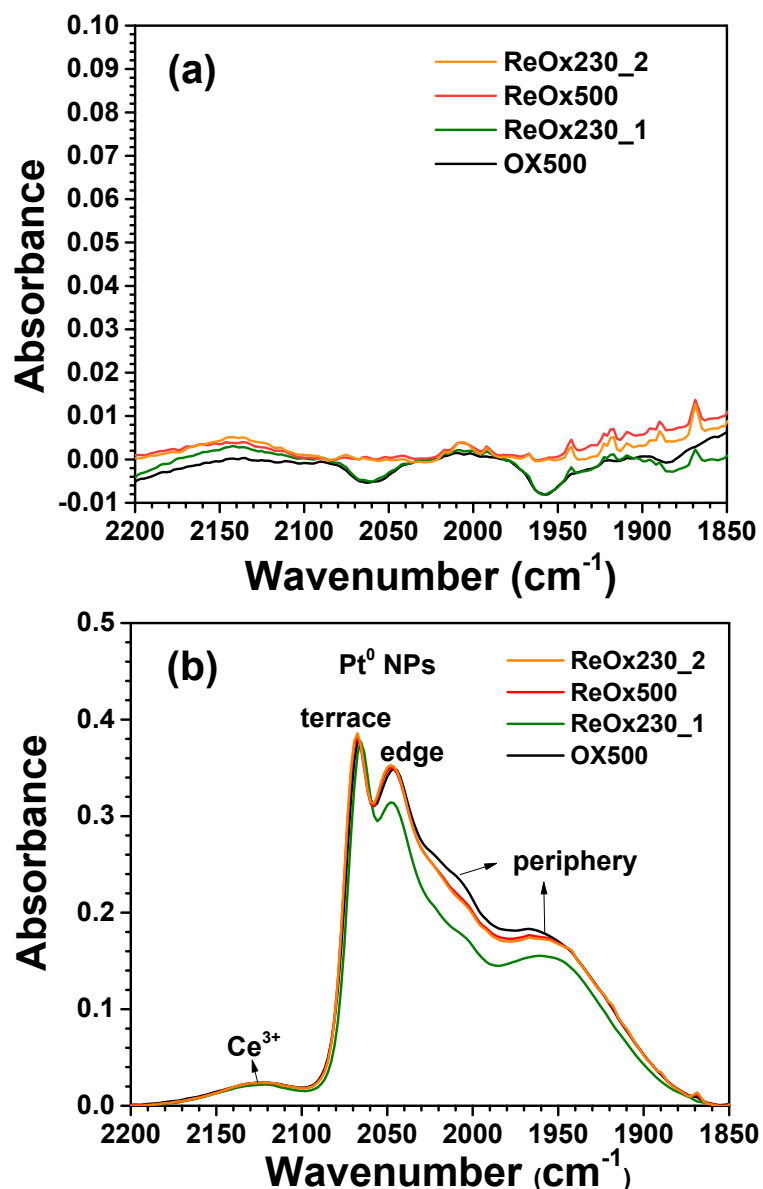 (a)
ReOx230_2
ReOx500
ReOx230_1
OX500
0.10
0.09
0.08
0.07
0.06
0.05
0.04
0.03
0.02
0.01
0.00
-0.01
Absorbance
2200 2150 2100 2050 2000 1950 1900 1850
Wavenumber (cm⁻¹)
(b)
Pt⁰ NPs
ReOx230_2
ReOx500
ReOx230_1
OX500
terrace
edge
periphery
Ce³⁺
0.5
0.4
0.3
0.2
0.1
0.0
Absorbance
2200 2150 2100 2050 2000 1950 1900 1850
Wavenumber (cm⁻¹)